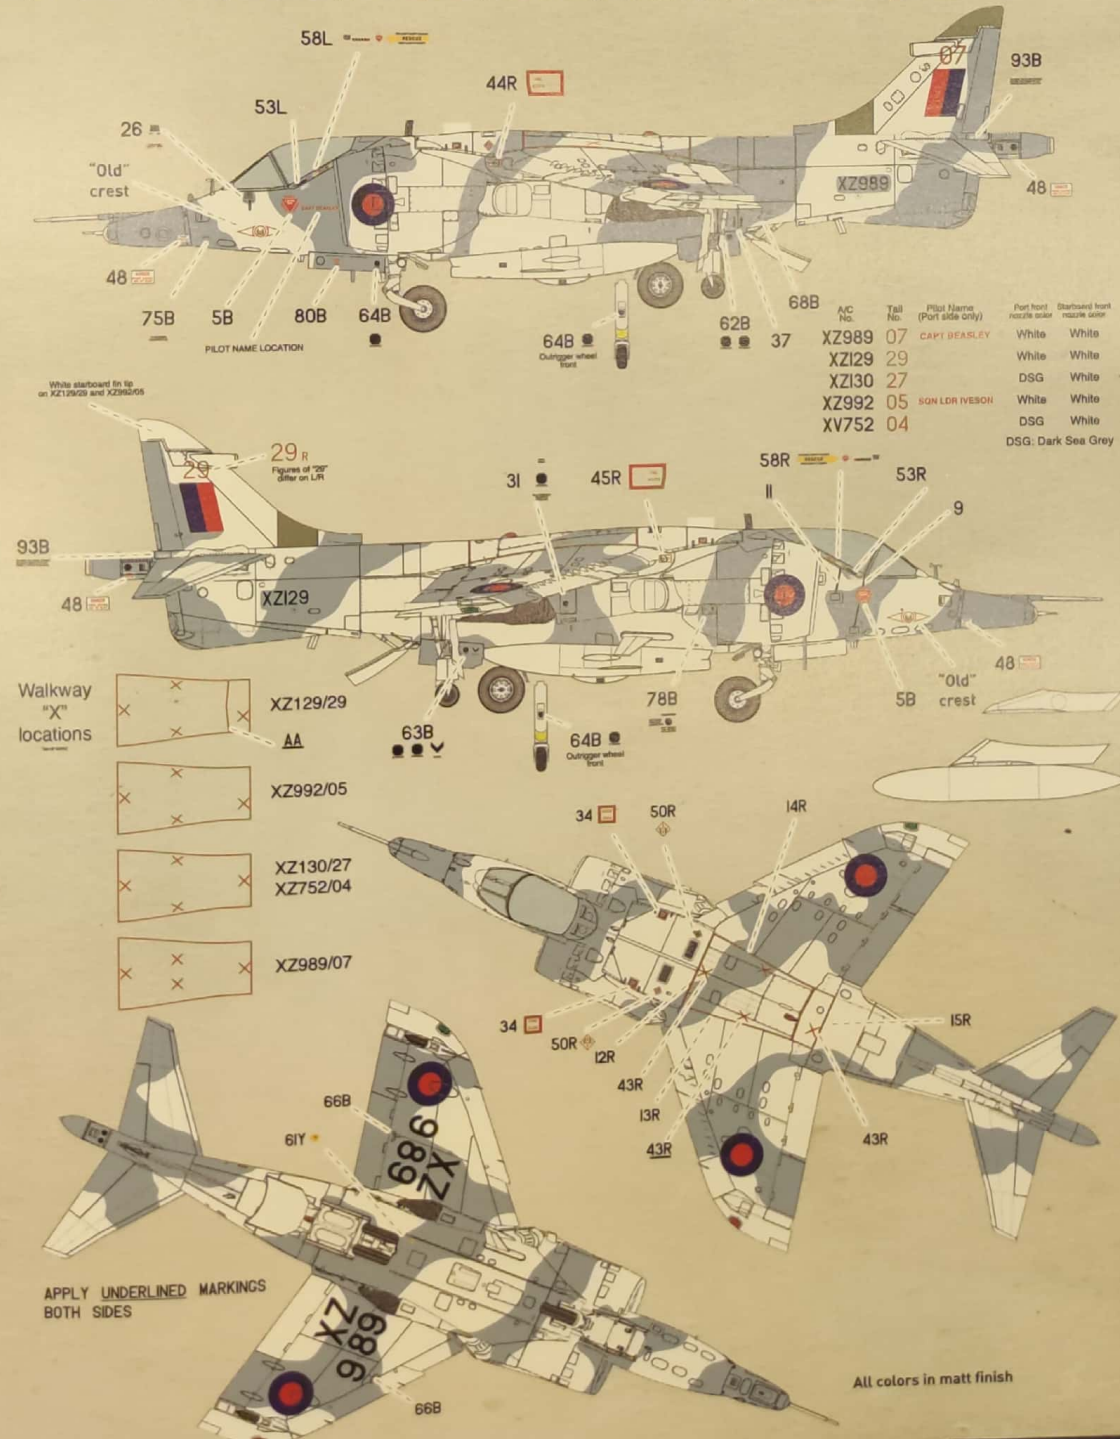 58L
44R
93B
53L
26
"Old"
crest
07
XZ989
48
48
75B
5B
80B
64B
68B
62B
37
64B
Outrigger wheel
front
PILOT NAME LOCATION
CAPT BEASLEY
A/C No. Tail No. Pilot Name (Port side only) Port front nozzle color Starboard front nozzle color
XZ989 07 CAPT BEASLEY White White
XZ129 29 White White
XZ130 27 DSG White
XZ992 05 SQN LDR IVESON White White
XV752 04 DSG White
DSG: Dark Sea Grey
White starboard fin tip
on XZ129/29 and XZ992/05
29
29 R
Figures of "29"
differ on L/R
58R
31
45R
11
53R
9
93B
48
XZ129
48
5B
"Old"
crest
78B
63B
64B
Outrigger wheel
front
Walkway
"X"
locations
XZ129/29
AA
XZ992/05
XZ130/27
XZ752/04
XZ989/07
34
50R
14R
34
50R
12R
43R
13R
43R
15R
43R
66B
61Y
XZ
989
XZ
989
66B
APPLY UNDERLINED MARKINGS
BOTH SIDES
All colors in matt finish